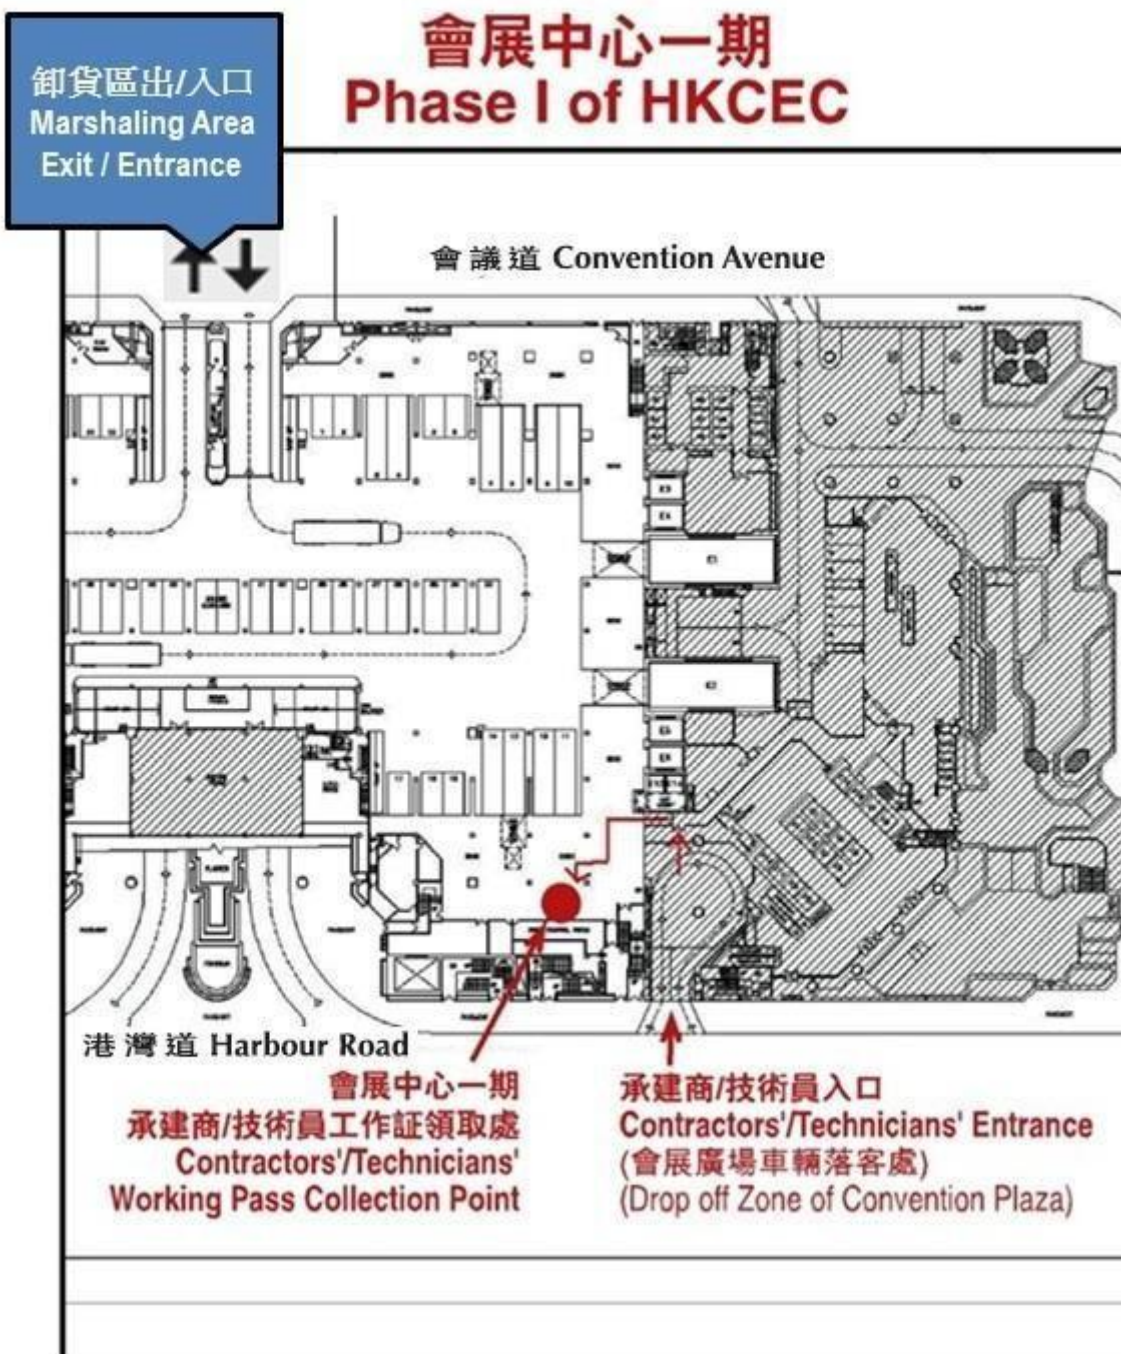 會展中心一期
Phase I of HKCEC
卸貨區出/入口
Marshaling Area
Exit / Entrance
會議道 Convention Avenue
港灣道 Harbour Road
會展中心一期
承建商/技術員工作証領取處
Contractors'/Technicians'
Working Pass Collection Point
承建商/技術員入口
Contractors'/Technicians' Entrance
(會展廣場車輛落客處)
(Drop off Zone of Convention Plaza)